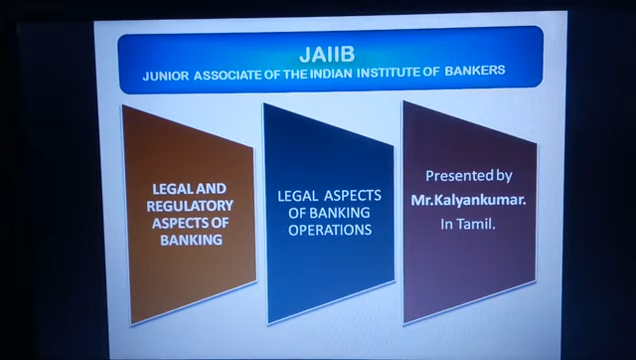 JAIIB
JUNIOR ASSOCIATE OF THE INDIAN INSTITUTE OF BANKERS
LEGAL AND
REGULATORY
ASPECTS OF
BANKING
LEGAL ASPECTS
OF BANKING
OPERATIONS
Presented by
Mr.Kalyankumar.
In Tamil.